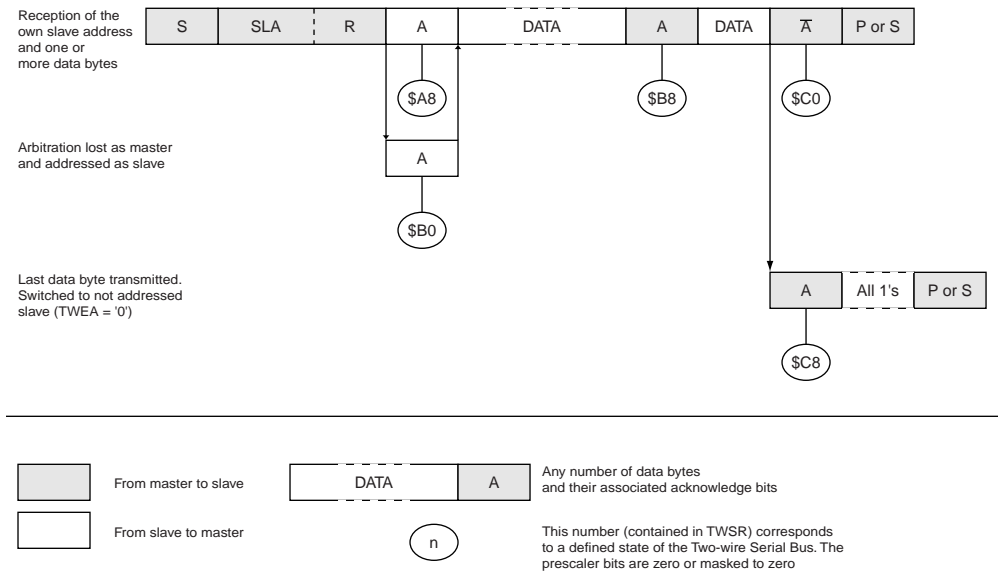 Reception of the
own slave address
and one or
more data bytes
S SLA R A DATA A DATA A̅ P or S
$A8 $B8 $C0
Arbitration lost as master
and addressed as slave
A
$B0
Last data byte transmitted.
Switched to not addressed
slave (TWEA = '0')
A All 1's P or S
$C8
From master to slave
DATA A
Any number of data bytes
and their associated acknowledge bits
From slave to master
n
This number (contained in TWSR) corresponds
to a defined state of the Two-wire Serial Bus. The
prescaler bits are zero or masked to zero